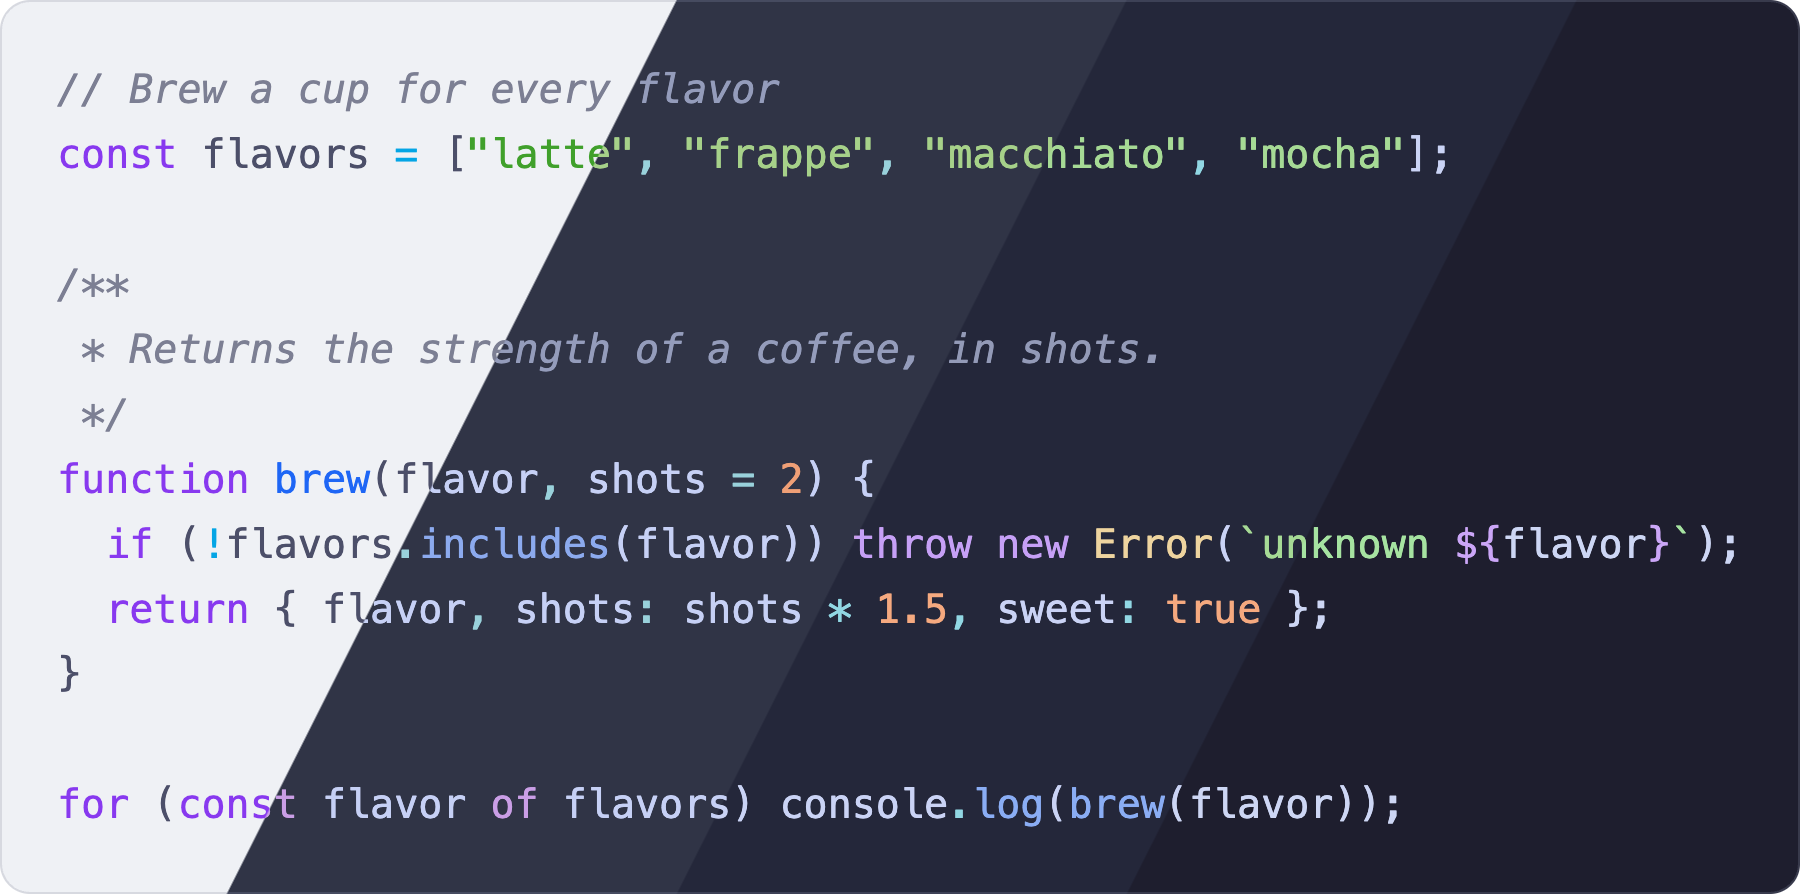 // Brew a cup for every flavor
const flavors = ["latte", "frappe", "macchiato", "mocha"];

/**
 * Returns the strength of a coffee, in shots.
 */
function brew(flavor, shots = 2) {
  if (!flavors.includes(flavor)) throw new Error(`unknown ${flavor}`);
  return { flavor, shots: shots * 1.5, sweet: true };
}

for (const flavor of flavors) console.log(brew(flavor));